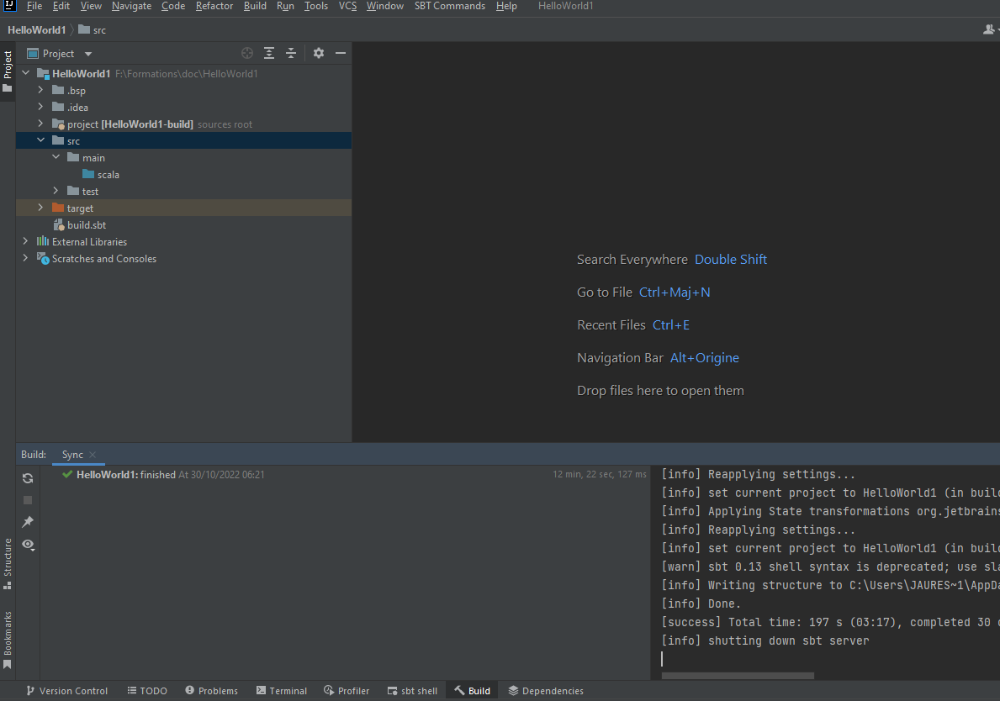 IJ File Edit View Navigate Code Refactor Build Run Tools VCS Window SBT Commands Help HelloWorld1
HelloWorld1 src
Project
Project
HelloWorld1 F:\Formations\doc\HelloWorld1
.bsp
.idea
project [HelloWorld1-build] sources root
src
main
scala
test
target
build.sbt
External Libraries
Scratches and Consoles
Search Everywhere Double Shift
Go to File Ctrl+Maj+N
Recent Files Ctrl+E
Navigation Bar Alt+Origine
Drop files here to open them
Build: Sync
HelloWorld1: finished At 30/10/2022 06:21 12 min, 22 sec, 127 ms
[info] Reapplying settings...
[info] set current project to HelloWorld1 (in build
[info] Applying State transformations org.jetbrains
[info] Reapplying settings...
[info] set current project to HelloWorld1 (in build
[warn] sbt 0.13 shell syntax is deprecated; use sla
[info] Writing structure to C:\Users\JAURES~1\AppDa
[info] Done.
[success] Total time: 197 s (03:17), completed 30
[info] shutting down sbt server
Structure
Bookmarks
Version Control TODO Problems Terminal Profiler sbt shell Build Dependencies